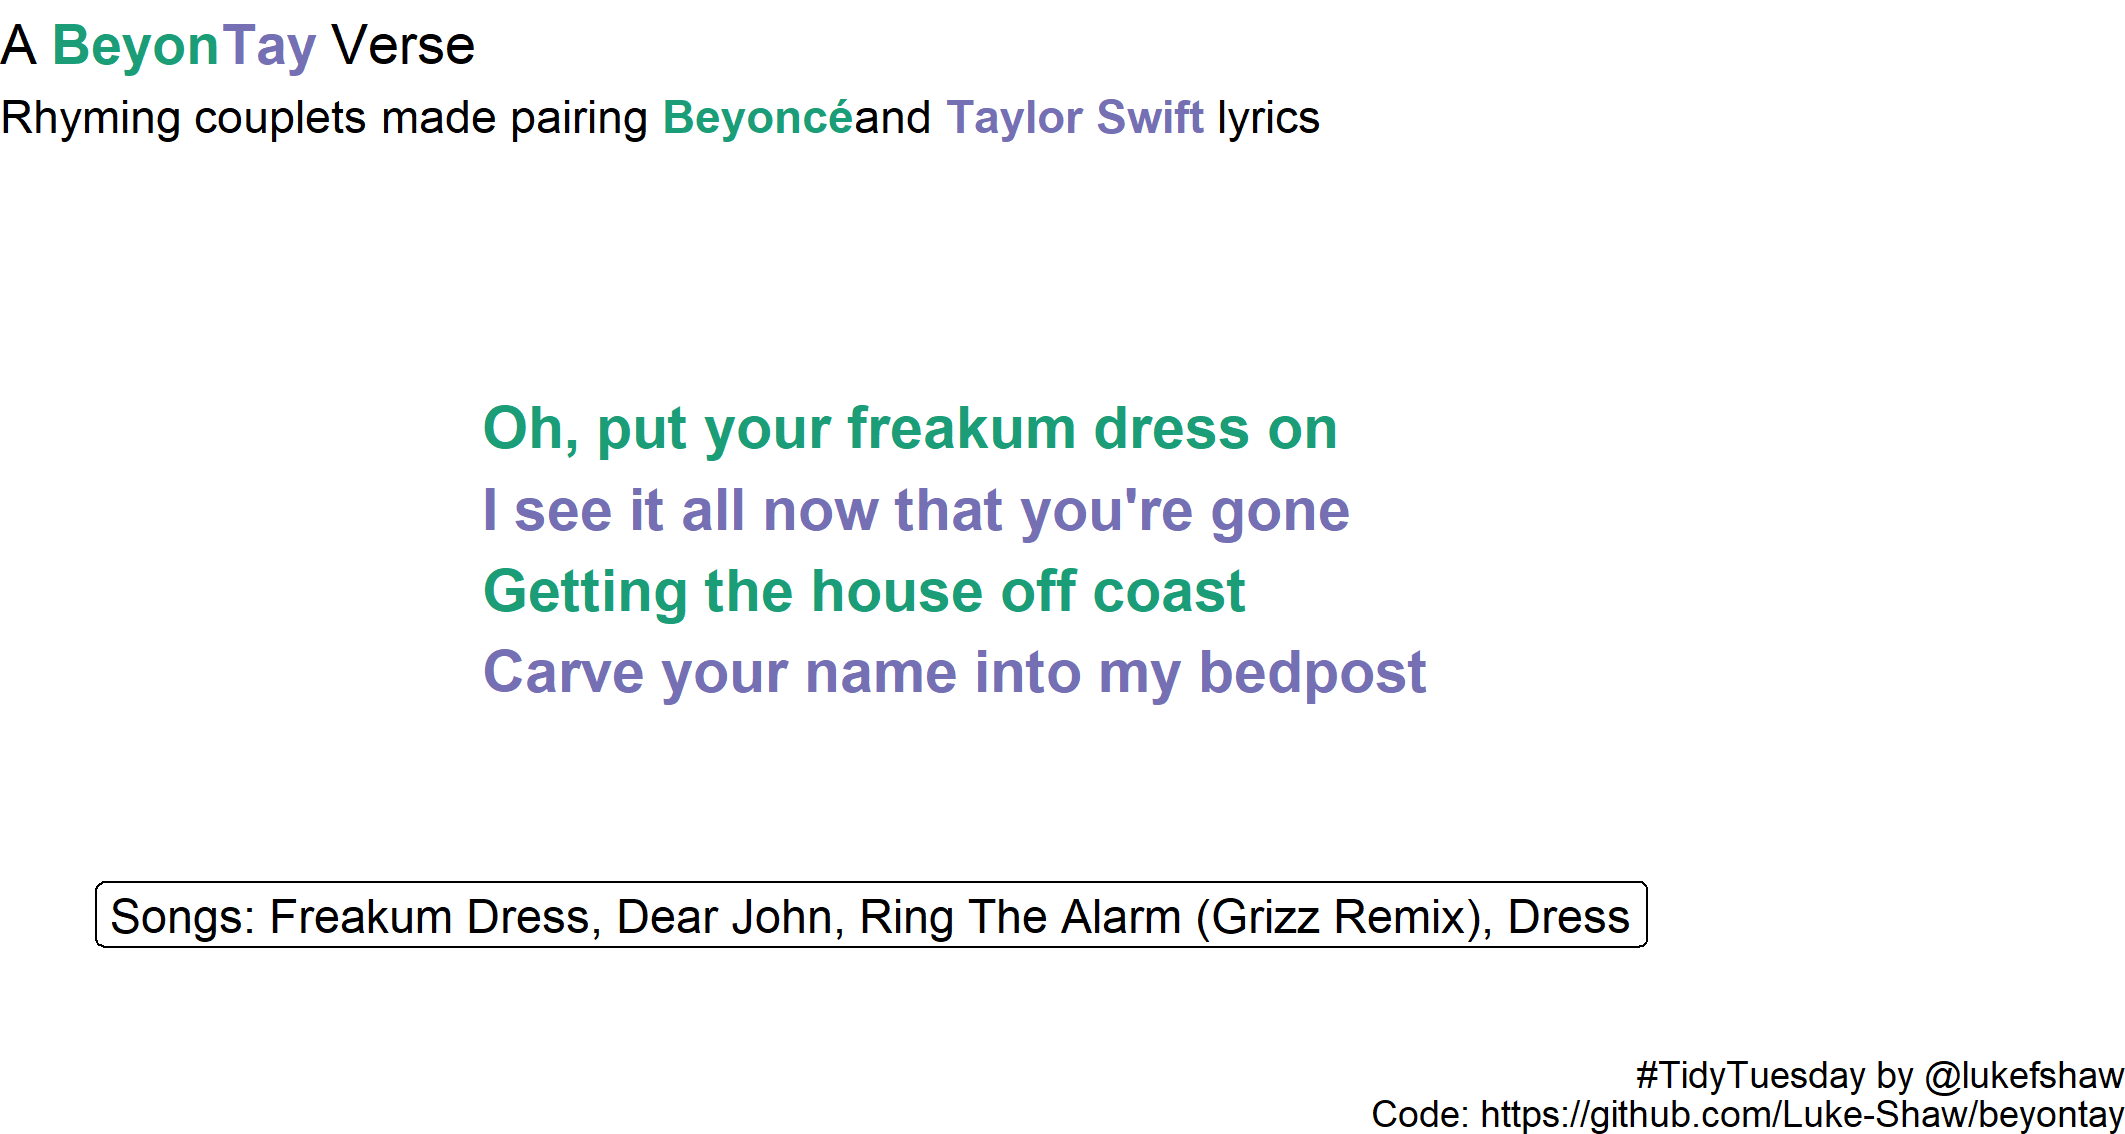 A BeyonTay Verse
Rhyming couplets made pairing Beyoncéand Taylor Swift lyrics
Oh, put your freakum dress on
I see it all now that you're gone
Getting the house off coast
Carve your name into my bedpost
Songs: Freakum Dress, Dear John, Ring The Alarm (Grizz Remix), Dress
#TidyTuesday by @lukefshaw
Code: https://github.com/Luke-Shaw/beyontay